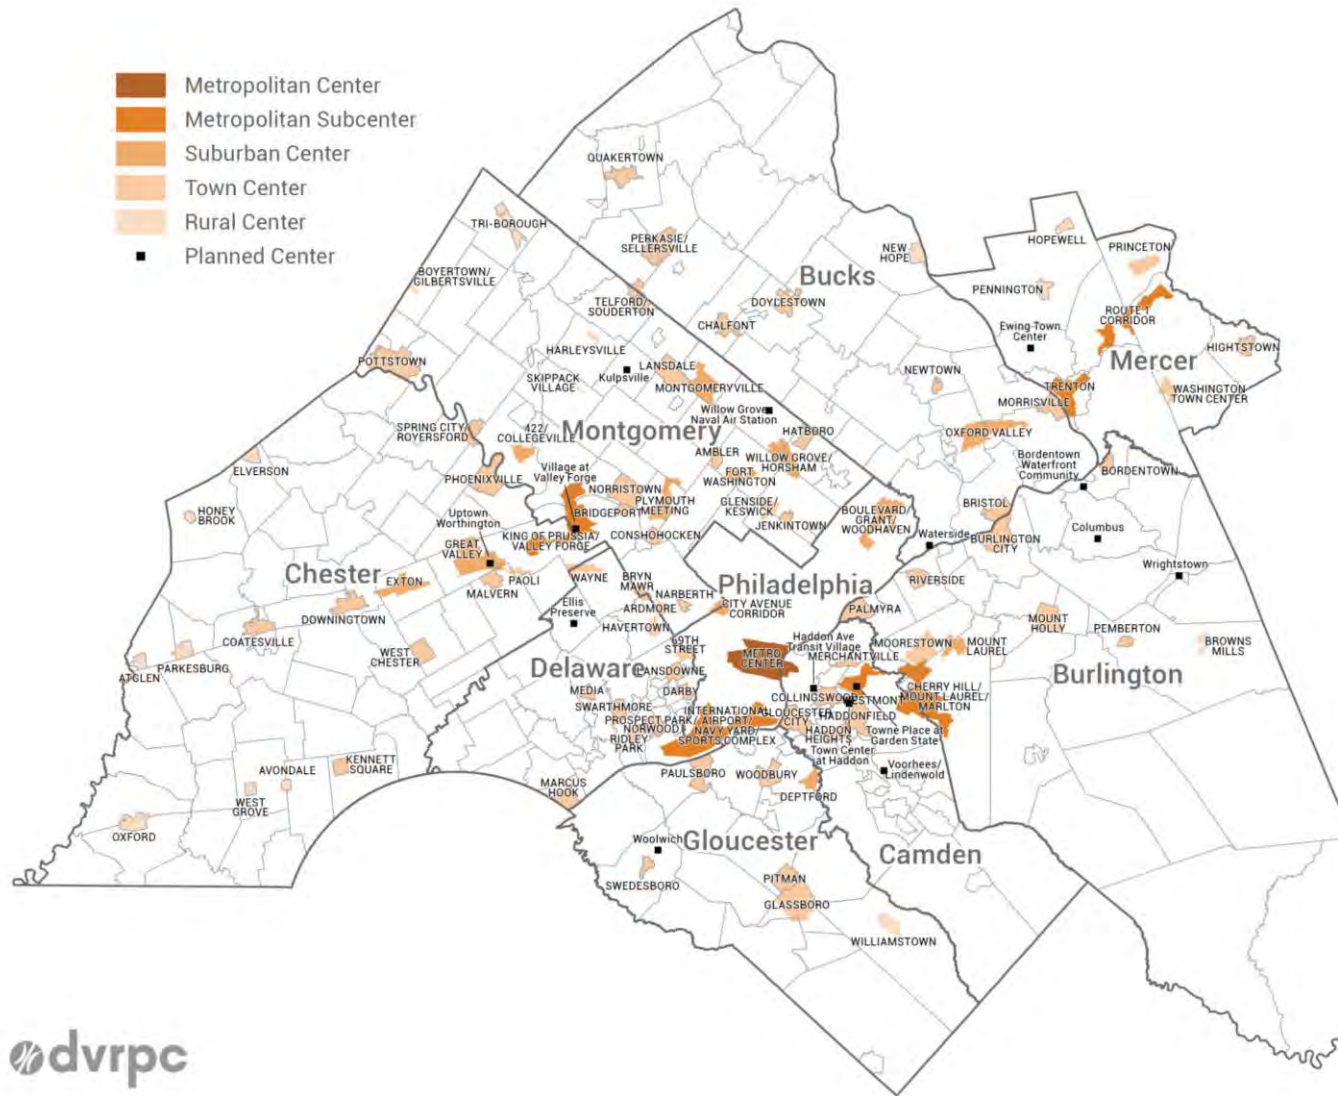 Metropolitan Center
Metropolitan Subcenter
Suburban Center
Town Center
Rural Center
Planned Center
QUAKERTOWN
TRI-BOROUGH
PERKASIE/
SELLERSVILLE
NEW
HOPE
HOPEWELL
PRINCETON
BOYERTOWN/
GILBERTSVILLE
Bucks
PENNINGTON
TELFORD/
SOUDERTON
DOYLESTOWN
ROUTE 1
CORRIDOR
CHALFONT
Ewing Town
Center
HARLEYSVILLE
Mercer
HIGHTSTOWN
POTTSTOWN
LANSDALE
Kulpsville
SKIPPACK
VILLAGE
MONTGOMERYVILLE
NEWTOWN
TRENTON
MORRISVILLE
WASHINGTON
TOWN CENTER
Willow Grove
Naval Air Station
SPRING CITY/
ROYERSFORD
422/
COLLEGEVILLE
Montgomery
HATBORO
OXFORD VALLEY
AMBLER
WILLOW GROVE/
HORSHAM
Bordentown
Waterfront
Community
BORDENTOWN
ELVERSON
PHOENIXVILLE
Village at
Valley Forge
FORT
WASHINGTON
NORRISTOWN
PLYMOUTH
MEETING
GLENSIDE/
KESWICK
BRISTOL
HONEY
BROOK
Uptown
Worthington
BRIDGEPORT
BOULEVARD/
GRANT/
WOODHAVEN
JENKINTOWN
Columbus
KING OF PRUSSIA/
VALLEY FORGE
CONSHOHOCKEN
Waterside
BURLINGTON
CITY
GREAT
VALLEY
Wrightstown
Chester
EXTON
PAOLI
WAYNE
MALVERN
BRYN
MAWR
Philadelphia
RIVERSIDE
NARBERTH
Ellis
Preserve
ARDMORE
CITY AVENUE
CORRIDOR
PALMYRA
DOWNINGTOWN
HAVERTOWN
MOUNT
HOLLY
PEMBERTON
COATESVILLE
69TH
STREET
Haddon Ave
Transit Village
MOORESTOWN
MOUNT
LAUREL
BROWNS
MILLS
WEST
CHESTER
METRO
CENTER
MERCHANTVILLE
PARKESBURG
ATGLEN
Delaware
LANSDOWNE
Burlington
MEDIA
DARBY
COLLINGSWOOD
WESTMONT
CHERRY HILL/
MOUNT LAUREL/
MARLTON
SWARTHMORE
INTERNATIONAL
AIRPORT/
NAVY YARD/
SPORTS COMPLEX
GLOUCESTER
CITY
HADDONFIELD
PROSPECT PARK/
NORWOOD
RIDLEY
PARK
HADDON
HEIGHTS
Towne Place at
Garden State
Town Center
at Haddon
KENNETT
SQUARE
AVONDALE
Voorhees/
Lindenwold
MARCUS
HOOK
PAULSBORO
WOODBURY
DEPTFORD
WEST
GROVE
OXFORD
Woolwich
Gloucester
Camden
SWEDESBORO
PITMAN
GLASSBORO
WILLIAMSTOWN
dvrpc